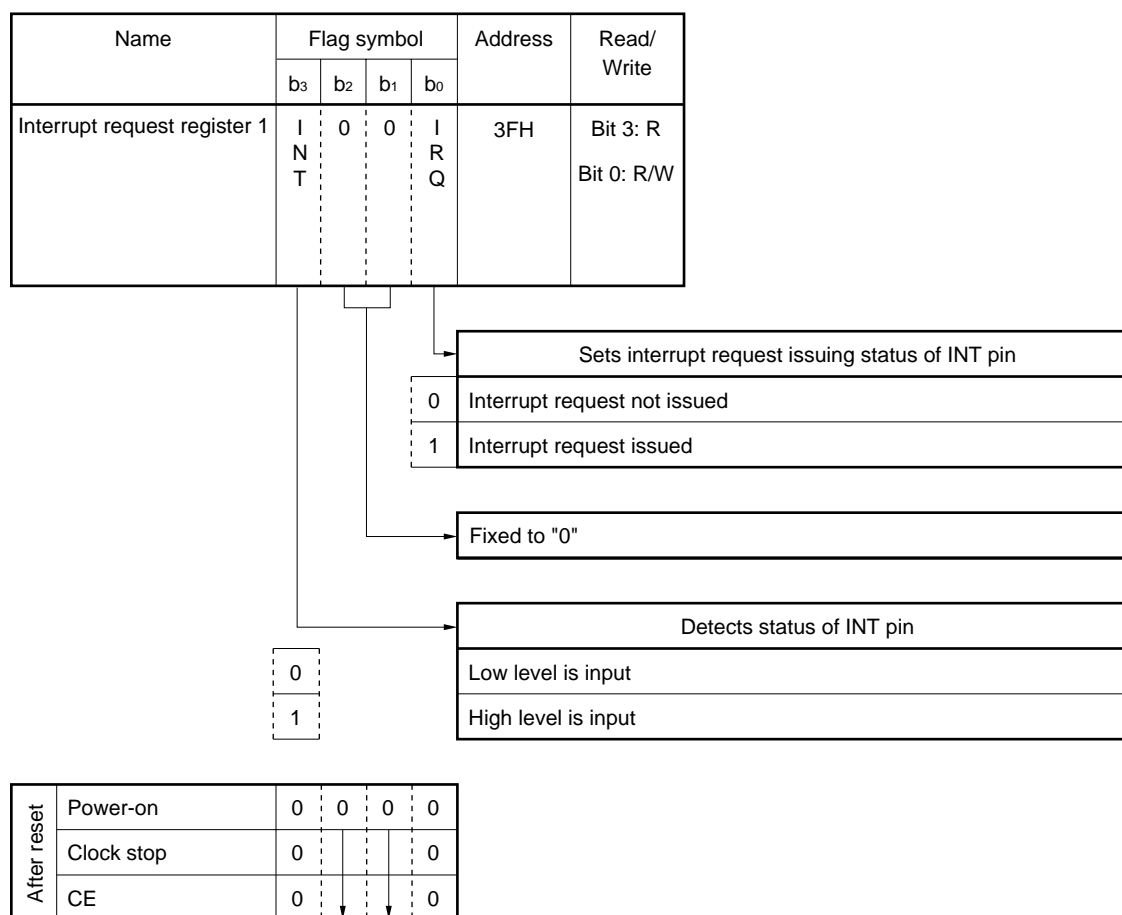 Name Flag symbol Address Read/
Write
b3 b2 b1 b0
Interrupt request register 1 I 0 0 I 3FH Bit 3: R
N R
T Q Bit 0: R/W
Sets interrupt request issuing status of INT pin
0 Interrupt request not issued
1 Interrupt request issued
Fixed to "0"
Detects status of INT pin
0 Low level is input
1 High level is input
After reset
Power-on 0 0 0 0
Clock stop 0 0
CE 0 0